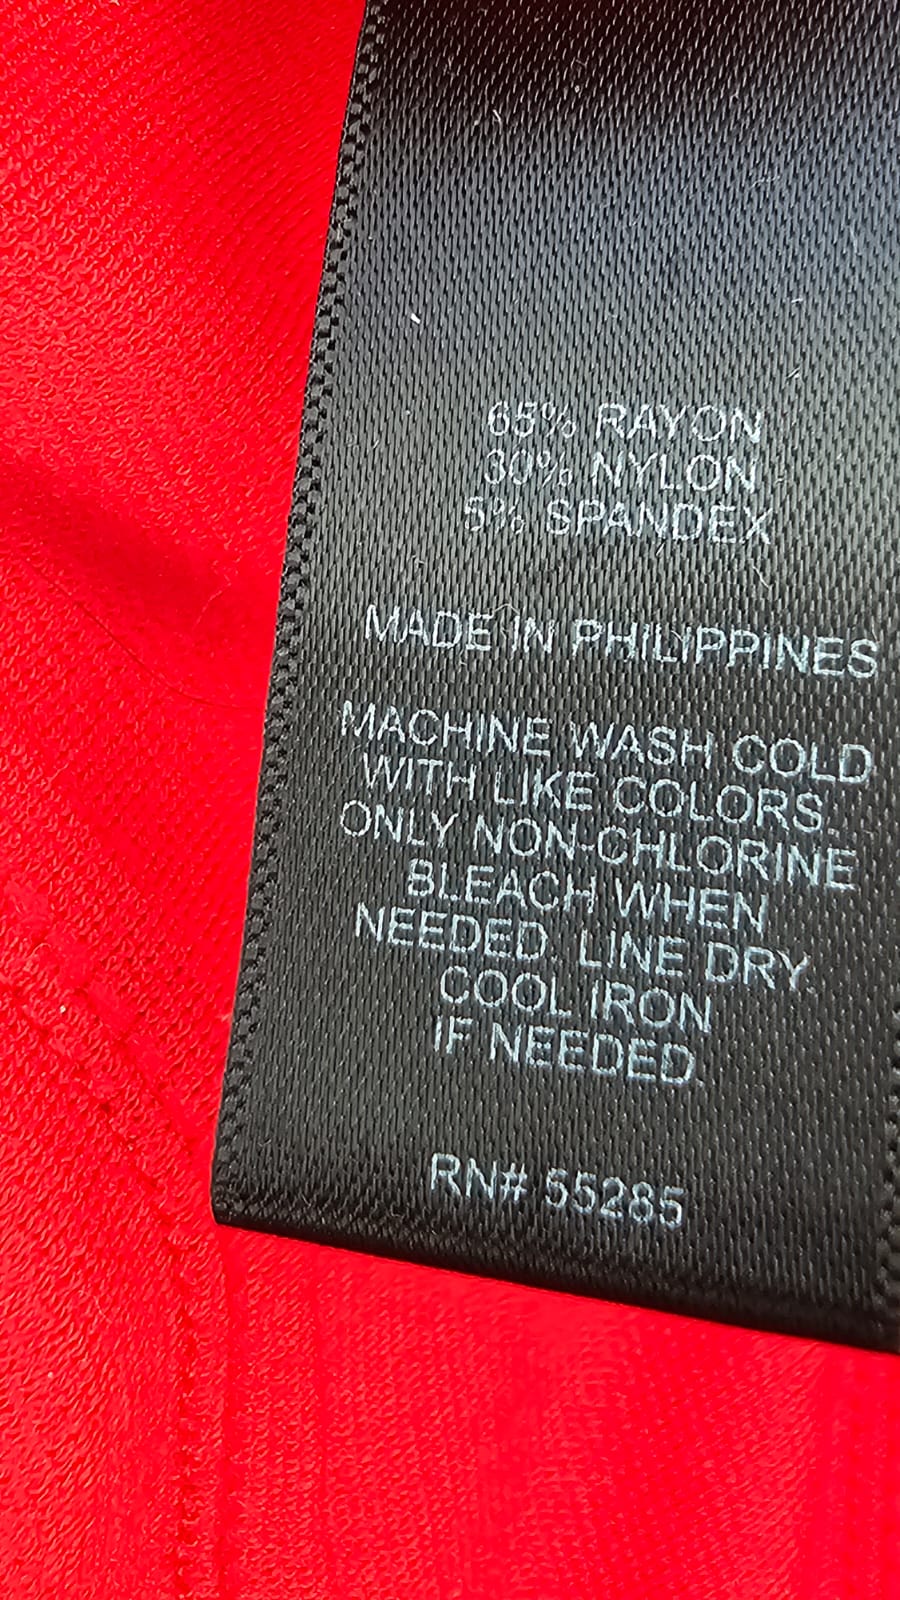 65% RAYON
30% NYLON
5% SPANDEX
MADE IN PHILIPPINES
MACHINE WASH COLD
WITH LIKE COLORS.
ONLY NON-CHLORINE
BLEACH WHEN
NEEDED. LINE DRY.
COOL IRON
IF NEEDED.
RN# 55285